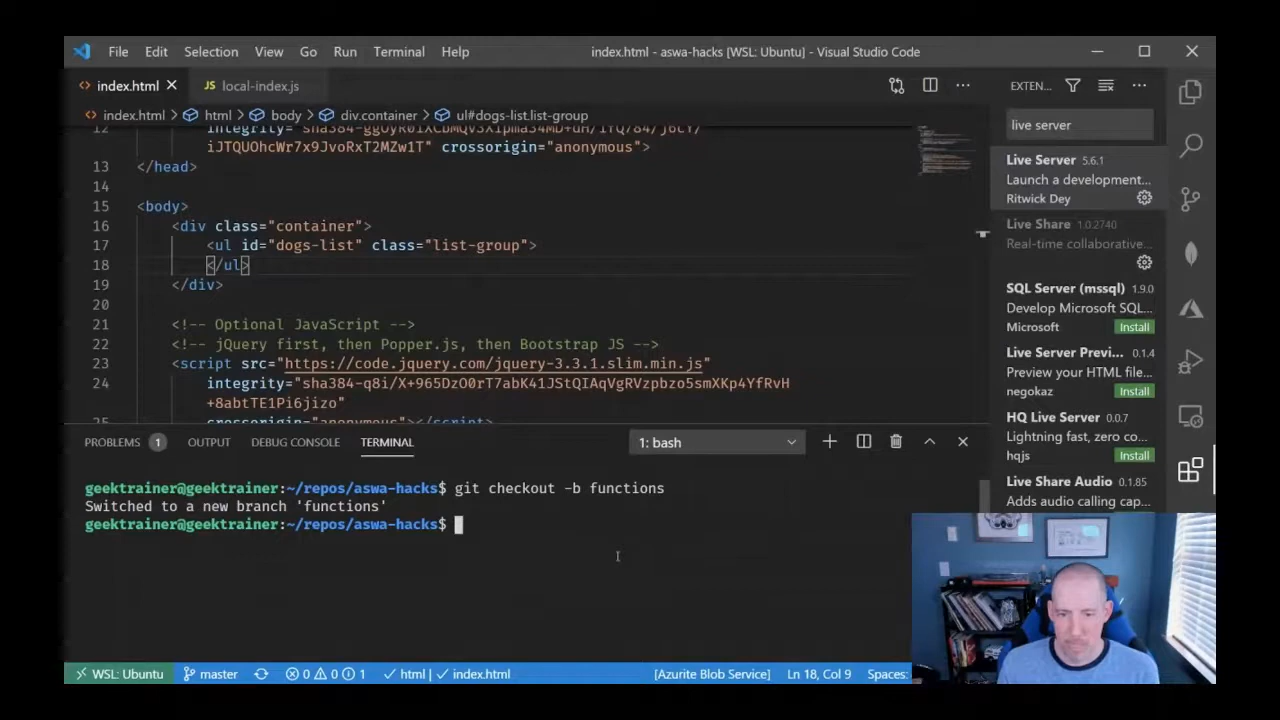 File Edit Selection View Go Run Terminal Help
index.html - aswa-hacks [WSL: Ubuntu] - Visual Studio Code
index.html
JS local-index.js
index.html > html > body > div.container > ul#dogs-list.list-group
12
iJTQUOhcWr7x9JvoRxT2MZw1T" crossorigin="anonymous">
13 </head>
14
15 <body>
16 <div class="container">
17 <ul id="dogs-list" class="list-group">
18 </ul>
19 </div>
20
21 <!-- Optional JavaScript -->
22 <!-- jQuery first, then Popper.js, then Bootstrap JS -->
23 <script src="https://code.jquery.com/jquery-3.3.1.slim.min.js"
24 integrity="sha384-q8i/X+965DzO0rT7abK41JStQIAqVgRVzpbzo5smXKp4YfRvH
+8abtTE1Pi6jizo"
25 crossorigin="anonymous"></script>
EXTEN...
live server
Live Server 5.6.1
Launch a development...
Ritwick Dey
Live Share 1.0.2740
Real-time collaborative...
SQL Server (mssql) 1.9.0
Develop Microsoft SQL...
Microsoft Install
Live Server Previ... 0.1.4
Preview your HTML file...
negokaz Install
HQ Live Server 0.0.7
Lightning fast, zero co...
hqjs Install
Live Share Audio 0.1.85
Adds audio calling cap...
PROBLEMS 1 OUTPUT DEBUG CONSOLE TERMINAL
1: bash
geektrainer@geektrainer:~/repos/aswa-hacks$ git checkout -b functions
Switched to a new branch 'functions'
geektrainer@geektrainer:~/repos/aswa-hacks$
WSL: Ubuntu master 0 0 1 html | index.html [Azurite Blob Service] Ln 18, Col 9 Spaces: